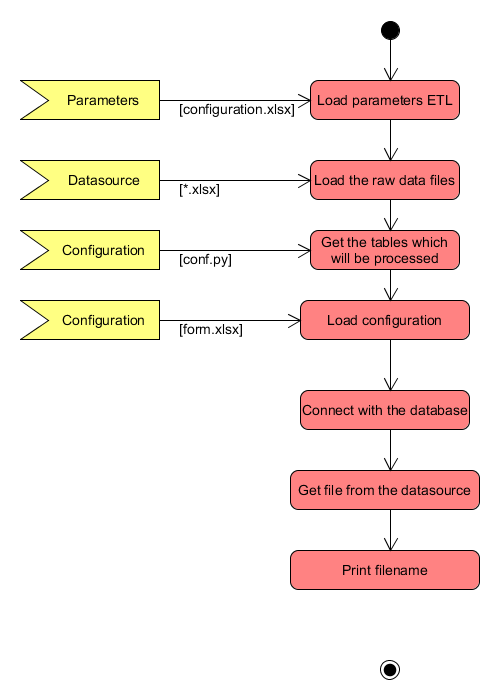 Parameters
[configuration.xlsx]
Load parameters ETL
Datasource
[*.xlsx]
Load the raw data files
Configuration
[conf.py]
Get the tables which
will be processed
Configuration
[form.xlsx]
Load configuration
Connect with the database
Get file from the datasource
Print filename